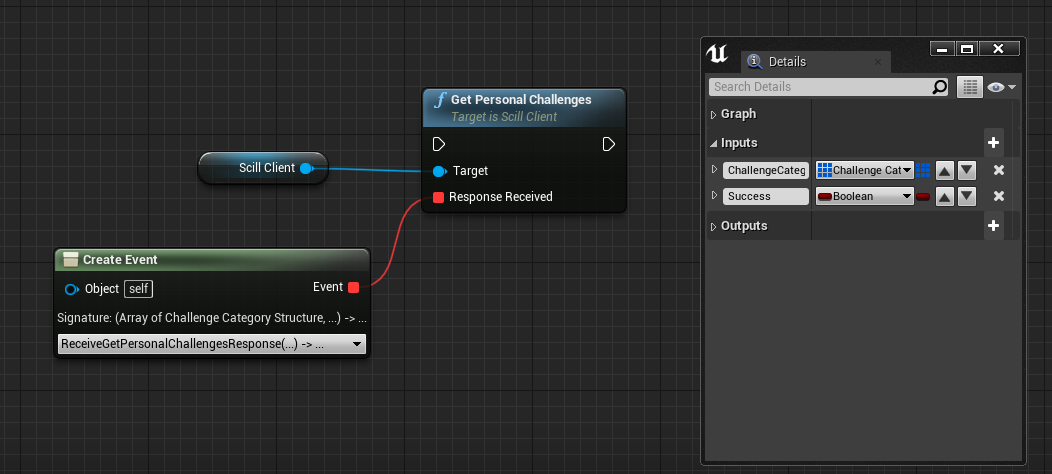 Get Personal Challenges
Target is Scill Client
Target
Response Received
Scill Client
Create Event
Object self
Event
Signature: (Array of Challenge Category Structure, ...) -> ...
ReceiveGetPersonalChallengesResponse(...) -> ...
Details
Search Details
Graph
Inputs
ChallengeCateg Challenge Cat
Success Boolean
Outputs